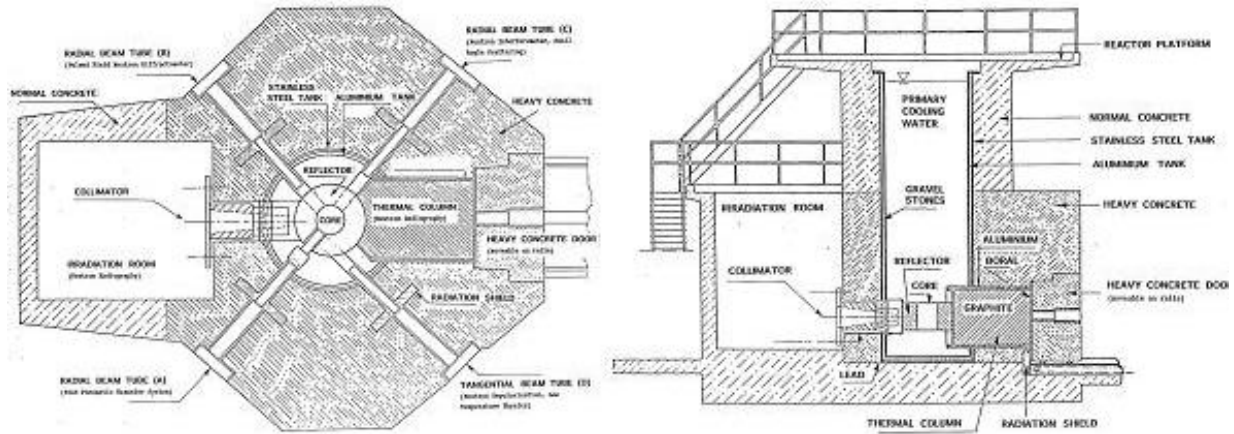 RADIAL BEAM TUBE (B)
RADIAL BEAM TUBE (C)
NORMAL CONCRETE
STAINLESS
STEEL TANK
ALUMINIUM TANK
HEAVY CONCRETE
REFLECTOR
COLLIMATOR
CORE
THERMAL COLUMN
(Neutron Radiography)
IRRADIATION ROOM
(Neutron Radiography)
HEAVY CONCRETE DOOR
(movable on rails)
RADIATION SHIELD
RADIAL BEAM TUBE (A)
TANGENTIAL BEAM TUBE (D)
REACTOR PLATFORM
PRIMARY
COOLING
WATER
NORMAL CONCRETE
STAINLESS STEEL TANK
ALUMINIUM TANK
IRRADIATION ROOM
GRAVEL
STONES
HEAVY CONCRETE
ALUMINIUM
BORAL
COLLIMATOR
REFLECTOR
CORE
GRAPHITE
HEAVY CONCRETE DOOR
(movable on rails)
LEAD
THERMAL COLUMN
RADIATION SHIELD